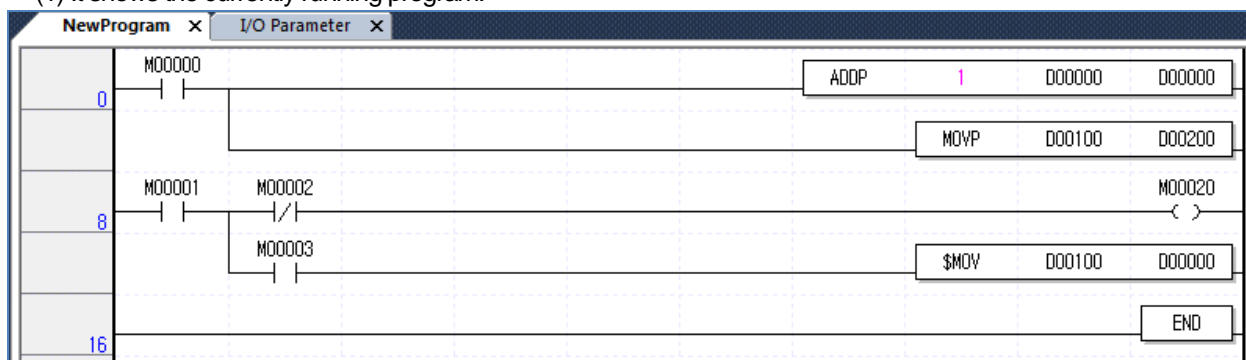 (1) It shows the currently running program.
NewProgram X I/O Parameter X
M00000
ADDP 1 D00000 D00000
0
MOVP D00100 D00200
M00001 M00002 M00020
8
M00003
$MOV D00100 D00000
END
16